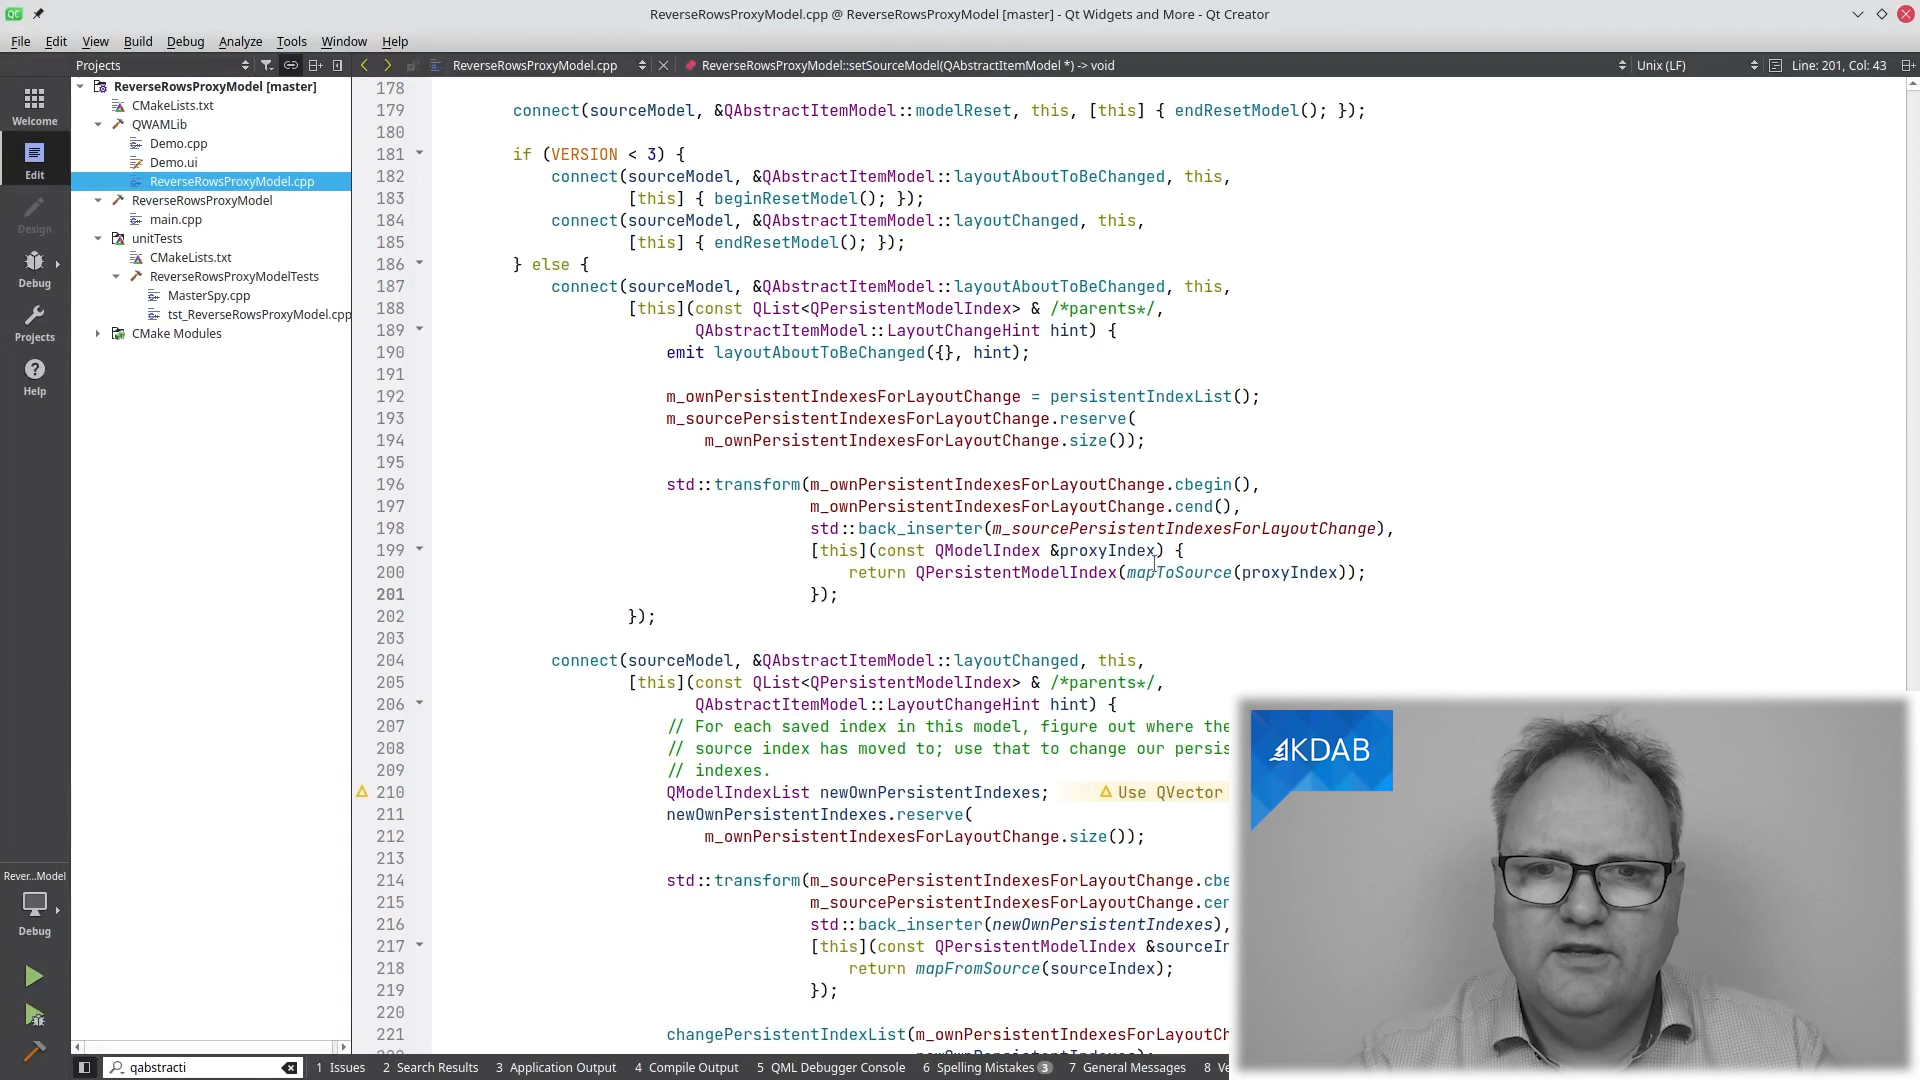 ReverseRowsProxyModel.cpp @ ReverseRowsProxyModel [master] - Qt Widgets and More - Qt Creator
File Edit View Build Debug Analyze Tools Window Help
Projects
ReverseRowsProxyModel.cpp
ReverseRowsProxyModel::setSourceModel(QAbstractItemModel *) -> void
Unix (LF)
Line: 201, Col: 43
Welcome
Edit
Design
Debug
Projects
Help
Rever...Model
Debug
ReverseRowsProxyModel [master]
CMakeLists.txt
QWAMLib
Demo.cpp
Demo.ui
ReverseRowsProxyModel.cpp
ReverseRowsProxyModel
main.cpp
unitTests
CMakeLists.txt
ReverseRowsProxyModelTests
MasterSpy.cpp
tst_ReverseRowsProxyModel.cpp
CMake Modules
178
179 connect(sourceModel, &QAbstractItemModel::modelReset, this, [this] { endResetModel(); });
180
181 if (VERSION < 3) {
182 connect(sourceModel, &QAbstractItemModel::layoutAboutToBeChanged, this,
183 [this] { beginResetModel(); });
184 connect(sourceModel, &QAbstractItemModel::layoutChanged, this,
185 [this] { endResetModel(); });
186 } else {
187 connect(sourceModel, &QAbstractItemModel::layoutAboutToBeChanged, this,
188 [this](const QList<QPersistentModelIndex> & /*parents*/,
189 QAbstractItemModel::LayoutChangeHint hint) {
190 emit layoutAboutToBeChanged({}, hint);
191
192 m_ownPersistentIndexesForLayoutChange = persistentIndexList();
193 m_sourcePersistentIndexesForLayoutChange.reserve(
194 m_ownPersistentIndexesForLayoutChange.size());
195
196 std::transform(m_ownPersistentIndexesForLayoutChange.cbegin(),
197 m_ownPersistentIndexesForLayoutChange.cend(),
198 std::back_inserter(m_sourcePersistentIndexesForLayoutChange),
199 [this](const QModelIndex &proxyIndex) {
200 return QPersistentModelIndex(mapToSource(proxyIndex));
201 });
202 });
203
204 connect(sourceModel, &QAbstractItemModel::layoutChanged, this,
205 [this](const QList<QPersistentModelIndex> & /*parents*/,
206 QAbstractItemModel::LayoutChangeHint hint) {
207 // For each saved index in this model, figure out where the
208 // source index has moved to; use that to change our persis
209 // indexes.
210 QModelIndexList newOwnPersistentIndexes; Use QVector
211 newOwnPersistentIndexes.reserve(
212 m_ownPersistentIndexesForLayoutChange.size());
213
214 std::transform(m_sourcePersistentIndexesForLayoutChange.cbe
215 m_sourcePersistentIndexesForLayoutChange.cen
216 std::back_inserter(newOwnPersistentIndexes),
217 [this](const QPersistentModelIndex &sourceIn
218 return mapFromSource(sourceIndex);
219 });
220
221 changePersistentIndexList(m_ownPersistentIndexesForLayoutCh
KDAB
qabstracti
1 Issues 2 Search Results 3 Application Output 4 Compile Output 5 QML Debugger Console 6 Spelling Mistakes 3 7 General Messages 8 Ve